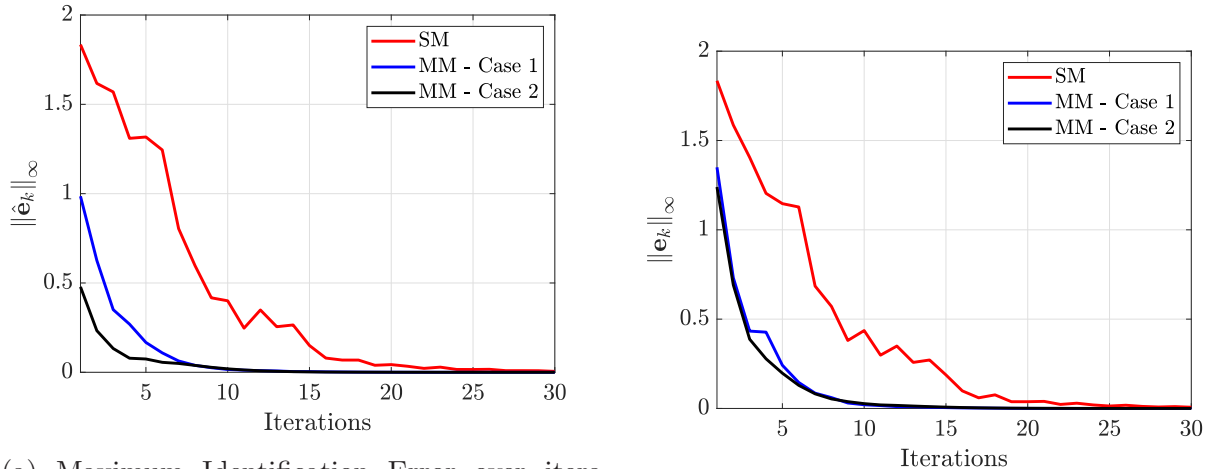 2
1.5
1
0.5
0
5
10
15
20
25
30
‖ê_k‖_∞
Iterations
SM
MM - Case 1
MM - Case 2
2
1.5
1
0.5
0
5
10
15
20
25
30
‖e_k‖_∞
Iterations
SM
MM - Case 1
MM - Case 2
(a) Maximum Identification Error over itera-